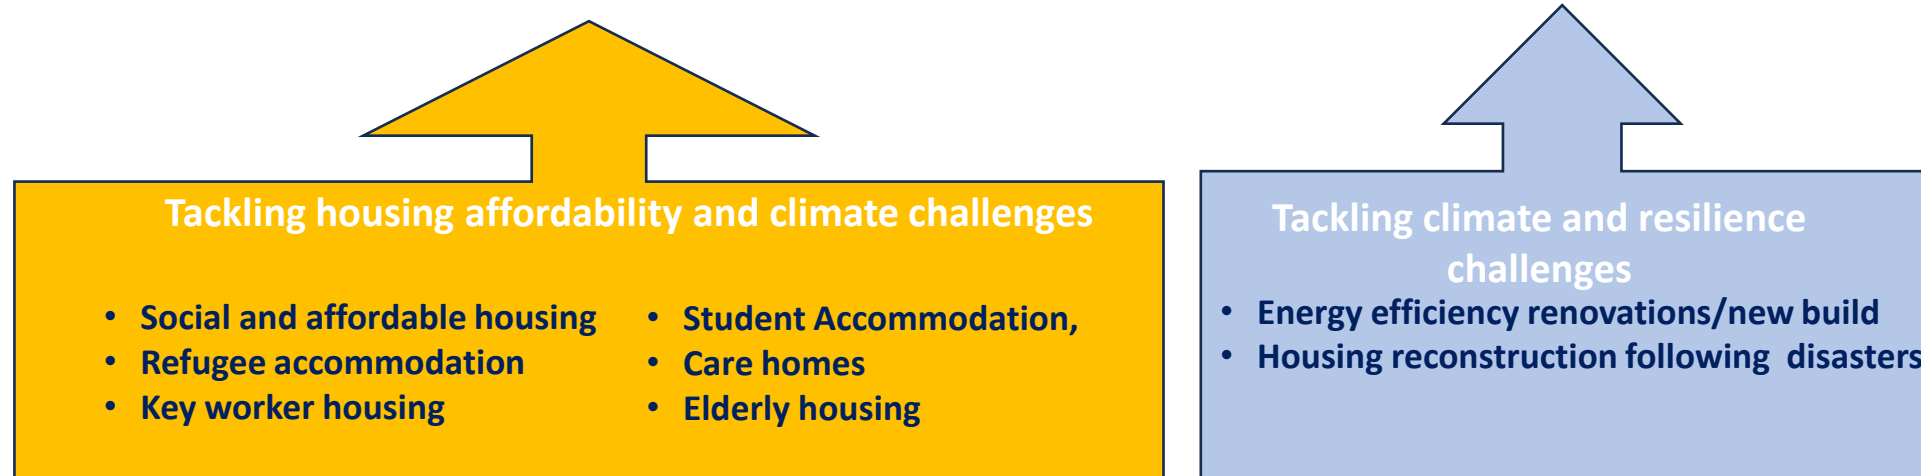 Tackling housing affordability and climate challenges
• Social and affordable housing
• Refugee accommodation
• Key worker housing
• Student Accommodation,
• Care homes
• Elderly housing
Tackling climate and resilience
challenges
• Energy efficiency renovations/new build
• Housing reconstruction following  disasters